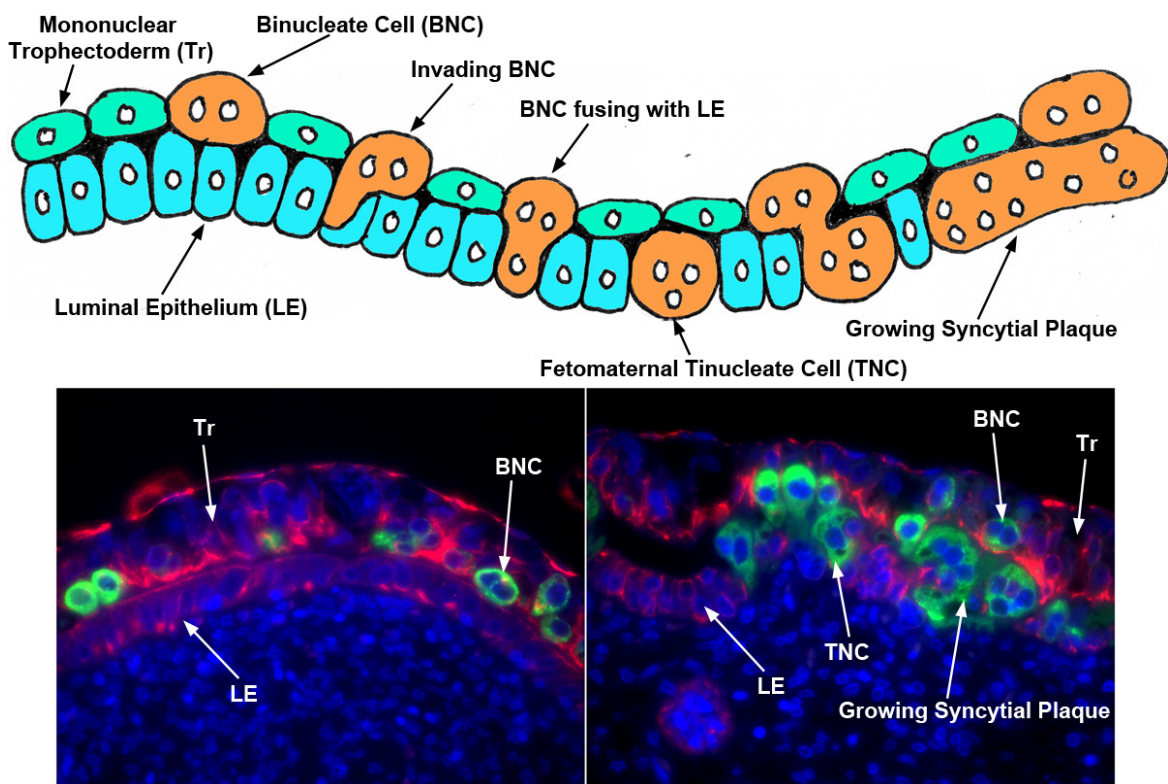 Mononuclear
Trophectoderm (Tr)
Binucleate Cell (BNC)
Invading BNC
BNC fusing with LE
Luminal Epithelium (LE)
Growing Syncytial Plaque
Fetomaternal Tinucleate Cell (TNC)
Tr
BNC
LE
BNC
Tr
TNC
LE
Growing Syncytial Plaque